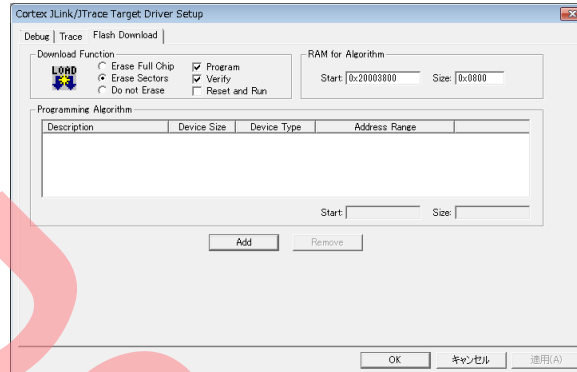 Cortex JLink/JTrace Target Driver Setup
Debug | Trace | Flash Download
Download Function
LOAD
Erase Full Chip
Erase Sectors
Do not Erase
Program
Verify
Reset and Run
RAM for Algorithm
Start: 0x20003800 Size: 0x0800
Programming Algorithm
Description Device Size Device Type Address Range
Start: Size:
Add Remove
OK キャンセル 適用(A)